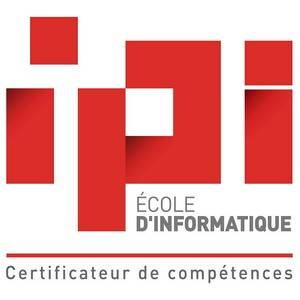 ipi
ÉCOLE
D'INFORMATIQUE
Certificateur de compétences